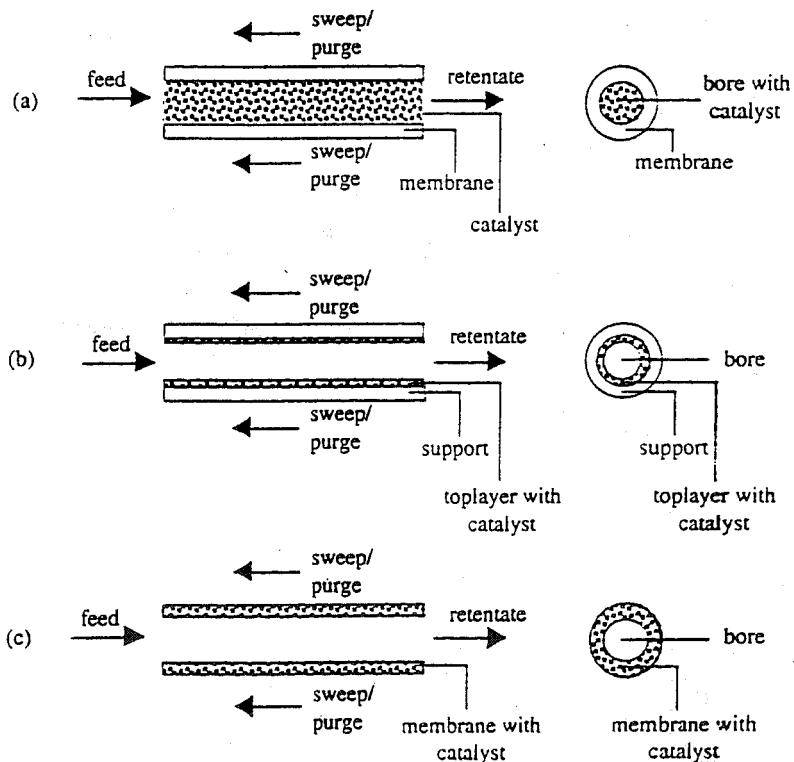 sweep/
purge
feed
retentate
(a)
bore with
catalyst
sweep/
purge
membrane
catalyst
membrane
sweep/
purge
feed
retentate
(b)
bore
sweep/
purge
support
toplayer with
catalyst
support
toplayer with
catalyst
sweep/
purge
feed
retentate
(c)
bore
sweep/
purge
membrane with
catalyst
membrane with
catalyst